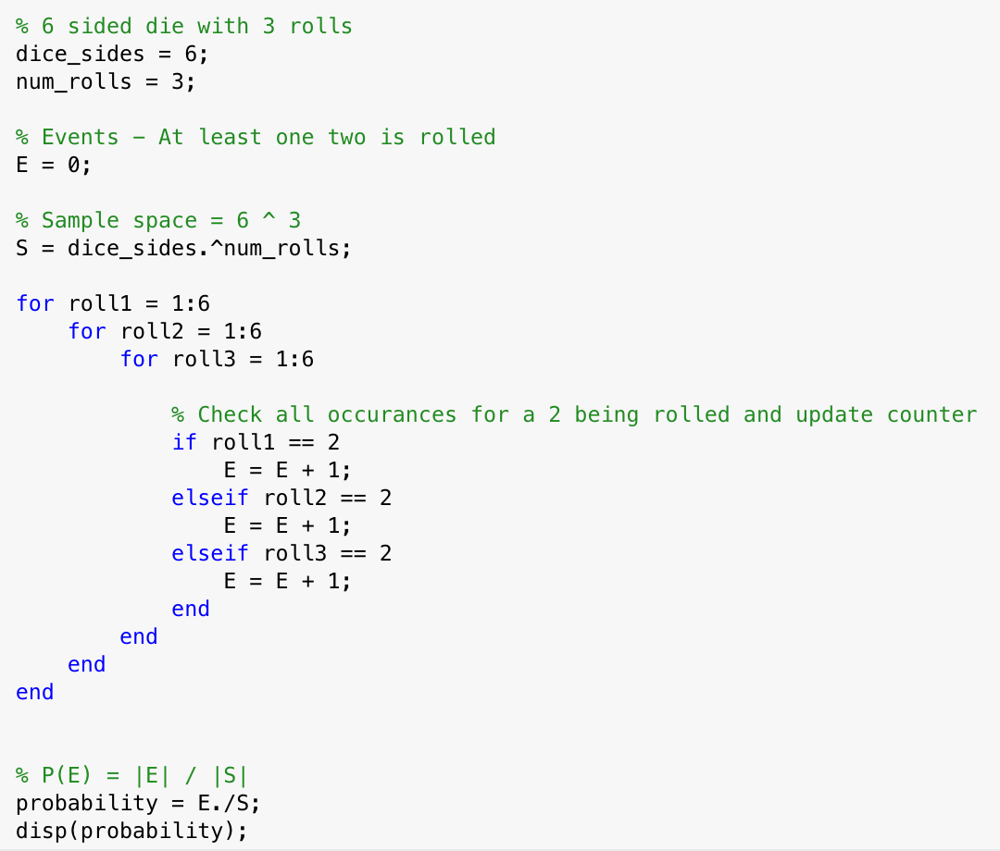 % 6 sided die with 3 rolls
dice_sides = 6;
num_rolls = 3;
% Events – At least one two is rolled
E = 0;
% Sample space = 6 ^ 3
S = dice_sides.^num_rolls;
for roll1 = 1:6
    for roll2 = 1:6
        for roll3 = 1:6
            % Check all occurances for a 2 being rolled and update counter
            if roll1 == 2
                E = E + 1;
            elseif roll2 == 2
                E = E + 1;
            elseif roll3 == 2
                E = E + 1;
            end
        end
    end
end
% P(E) = |E| / |S|
probability = E./S;
disp(probability);